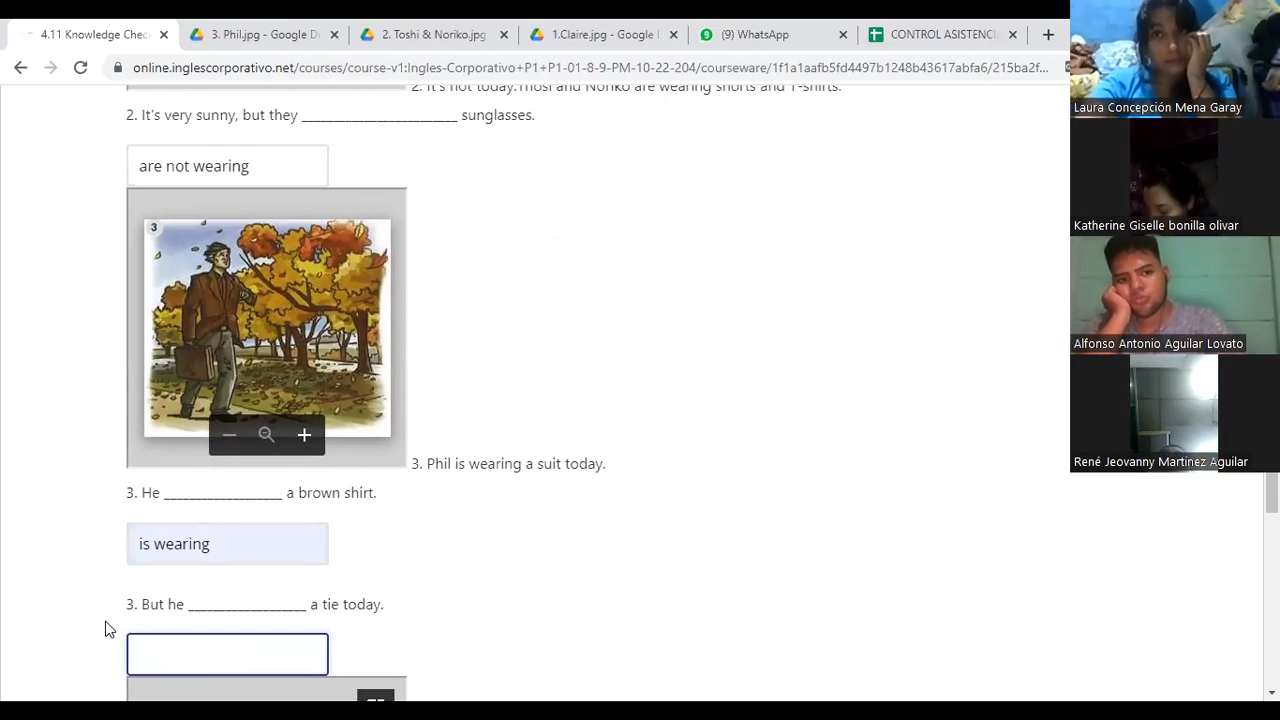 4.11 Knowledge Chec
3. Phil.jpg - Google D
2. Toshi & Noriko.jpg
1.Claire.jpg - Google
(9) WhatsApp
CONTROL ASISTENCI
online.inglescorporativo.net/courses/course-v1:Ingles-Corporativo+P1+P1-01-8-9-PM-10-22-204/courseware/1f1a1aafb5fd4497b1248b43617abfa6/215ba2f...
2. It's not today.Thosi and Noriko are wearing shorts and T-shirts.
2. It's very sunny, but they ____________________ sunglasses.
are not wearing
3
3. Phil is wearing a suit today.
3. He _______________ a brown shirt.
is wearing
3. But he _______________ a tie today.
Laura Concepción Mena Garay
Katherine Giselle bonilla olivar
Alfonso Antonio Aguilar Lovato
René Jeovanny Martinez Aguilar